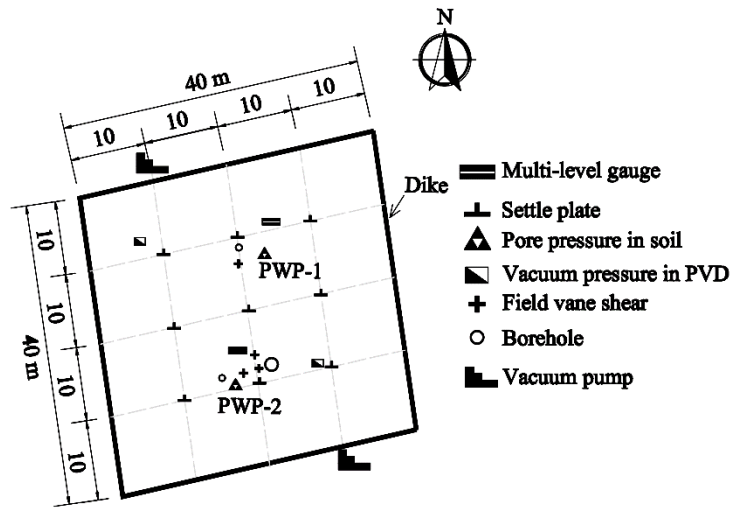 N
40 m
10
10
10
10
Multi-level gauge
Dike
Settle plate
Pore pressure in soil
Vacuum pressure in PVD
Field vane shear
Borehole
Vacuum pump
40 m
10
10
10
10
PWP-1
PWP-2